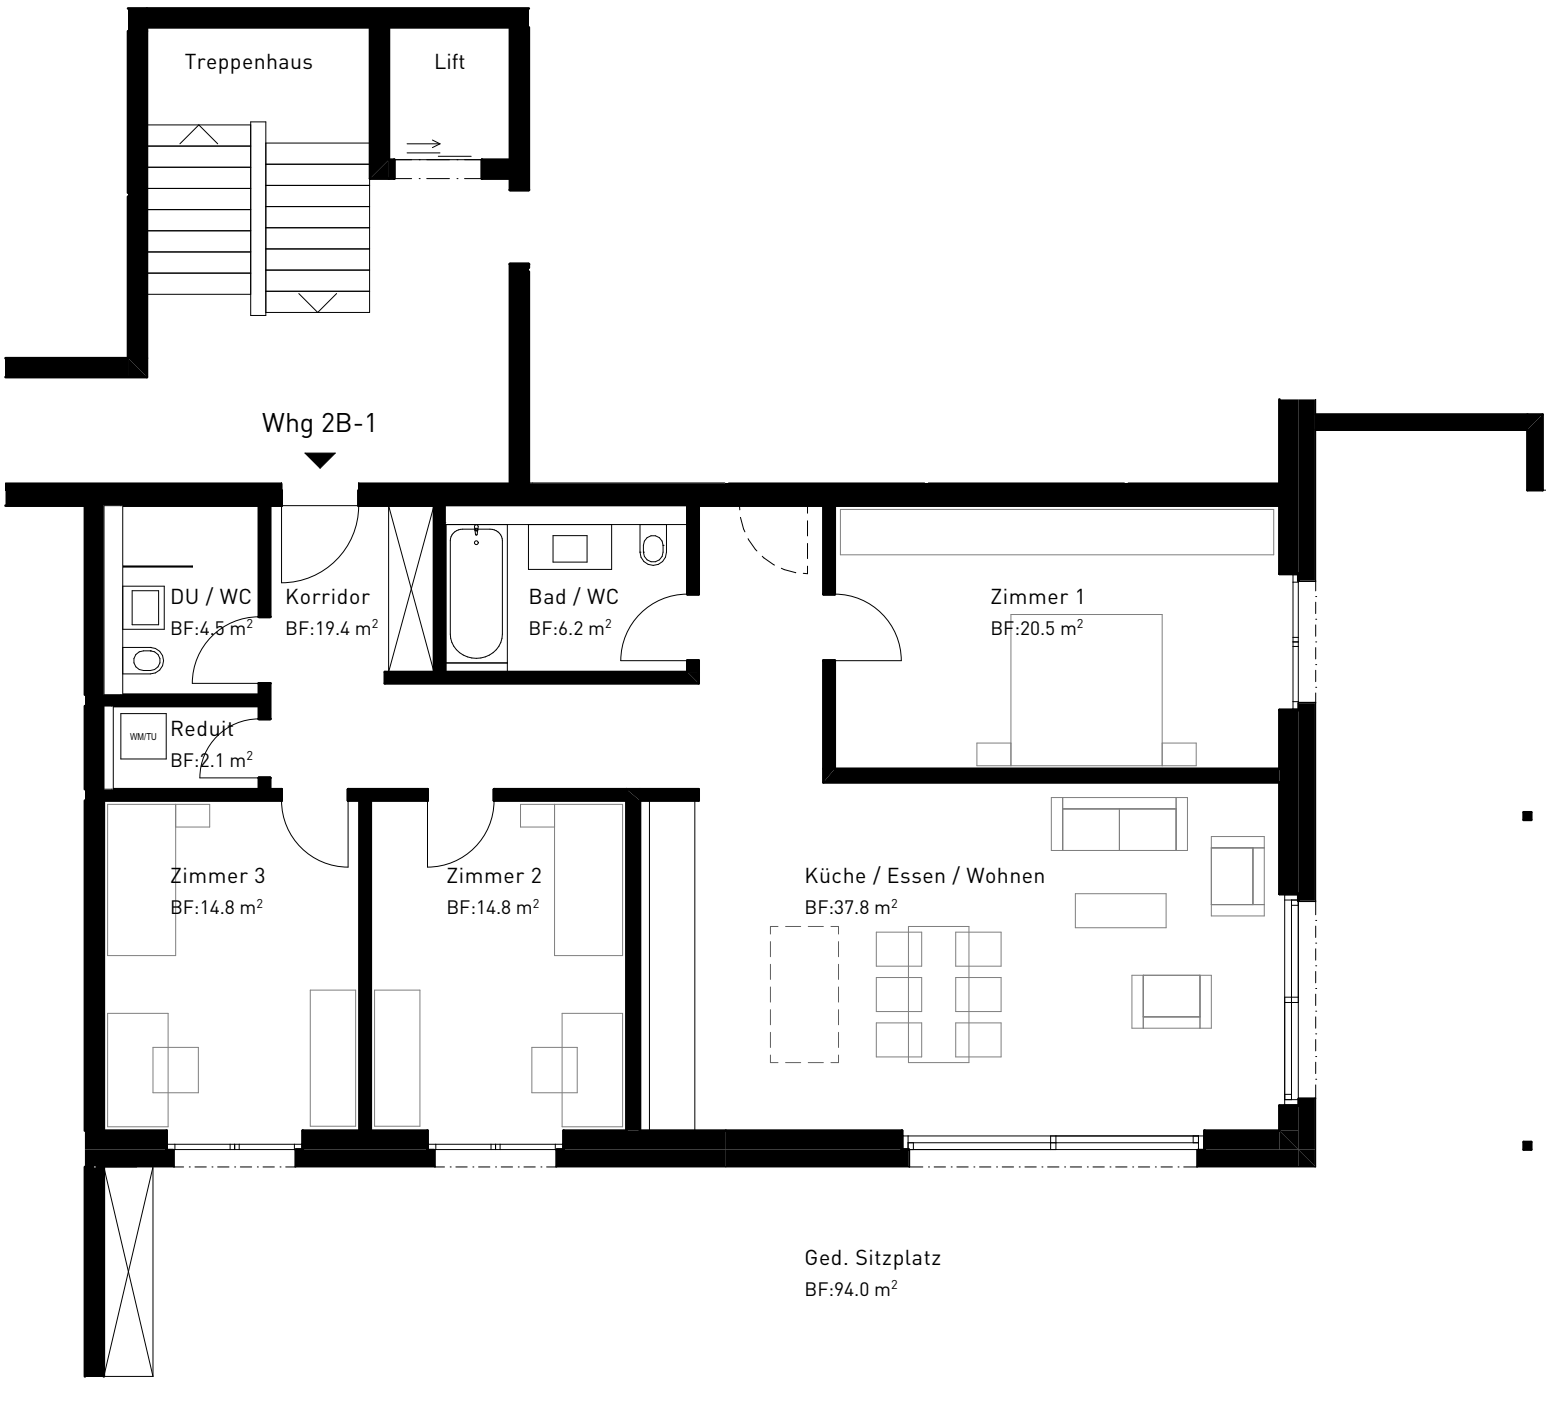 Treppenhaus
Lift
Whg 2B-1
DU / WC
BF:4.5 m²
Korridor
BF:19.4 m²
Bad / WC
BF:6.2 m²
Zimmer 1
BF:20.5 m²
Reduit
BF:2.1 m²
WM/TU
Zimmer 3
BF:14.8 m²
Zimmer 2
BF:14.8 m²
Küche / Essen / Wohnen
BF:37.8 m²
Ged. Sitzplatz
BF:94.0 m²